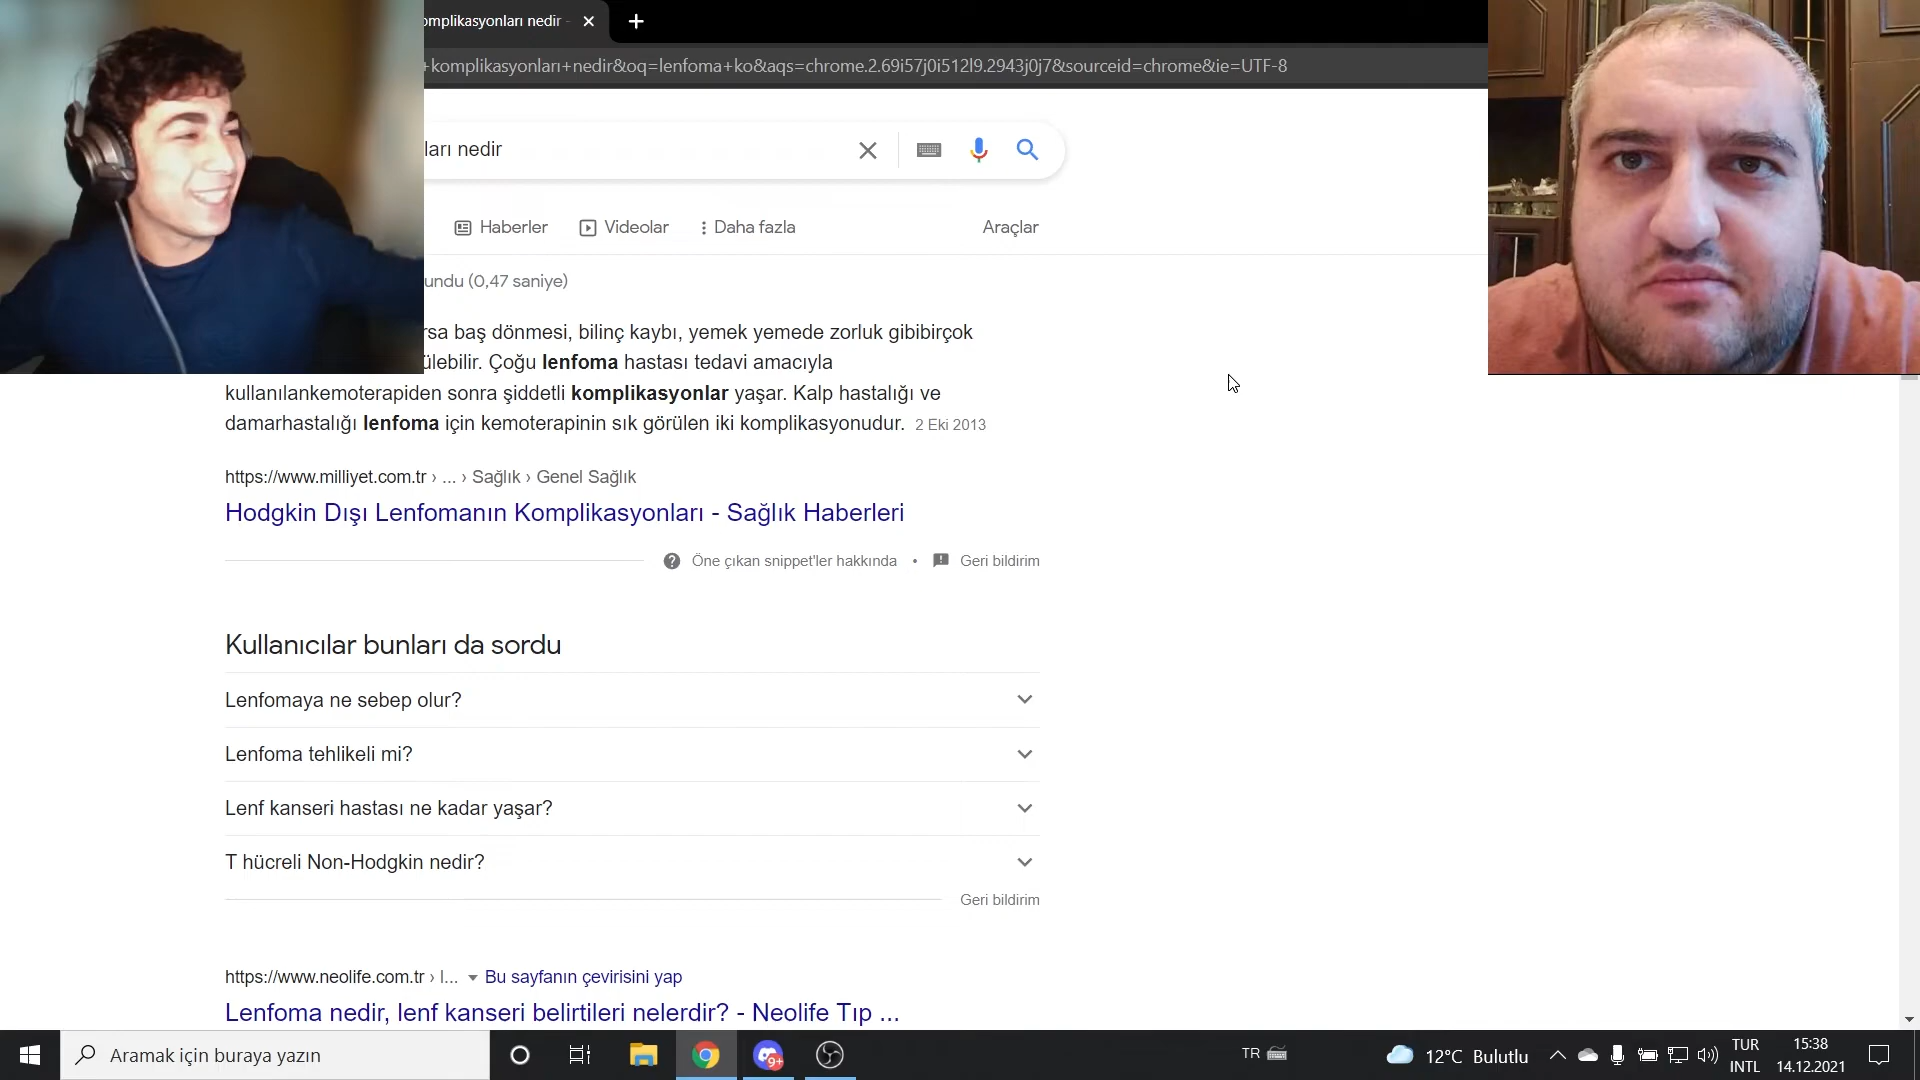 omplikasyonları nedir -
+komplikasyonları+nedir&oq=lenfoma+ko&aqs=chrome.2.69i57j0i512l9.2943j0j7&sourceid=chrome&ie=UTF-8
ları nedir
Haberler Videolar Daha fazla Araçlar
undu (0,47 saniye)
rsa baş dönmesi, bilinç kaybı, yemek yemede zorluk gibibirçok
ülebilir. Çoğu lenfoma hastası tedavi amacıyla
kullanılankemoterapiden sonra şiddetli komplikasyonlar yaşar. Kalp hastalığı ve
damarhastalığı lenfoma için kemoterapinin sık görülen iki komplikasyonudur. 2 Eki 2013
https://www.milliyet.com.tr › ... › Sağlık › Genel Sağlık
Hodgkin Dışı Lenfomanın Komplikasyonları - Sağlık Haberleri
Öne çıkan snippet'ler hakkında • Geri bildirim
Kullanıcılar bunları da sordu
Lenfomaya ne sebep olur?
Lenfoma tehlikeli mi?
Lenf kanseri hastası ne kadar yaşar?
T hücreli Non-Hodgkin nedir?
Geri bildirim
https://www.neolife.com.tr › l... Bu sayfanın çevirisini yap
Lenfoma nedir, lenf kanseri belirtileri nelerdir? - Neolife Tıp ...
Aramak için buraya yazın 9+ TR 12°C Bulutlu TUR 15:38
INTL 14.12.2021